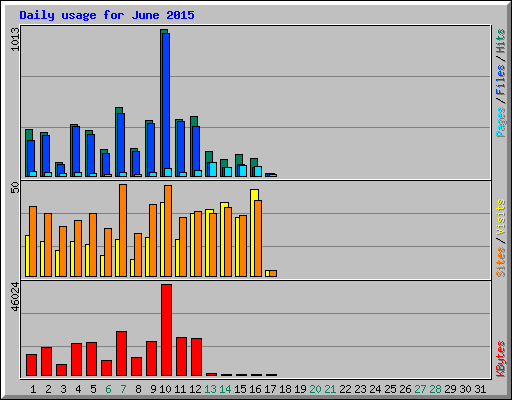 Daily usage for June 2015
1013
Pages / Files / Hits
50
Sites / Visits
46024
KBytes
1 2 3 4 5 6 7 8 9 10 11 12 13 14 15 16 17 18 19 20 21 22 23 24 25 26 27 28 29 30 31